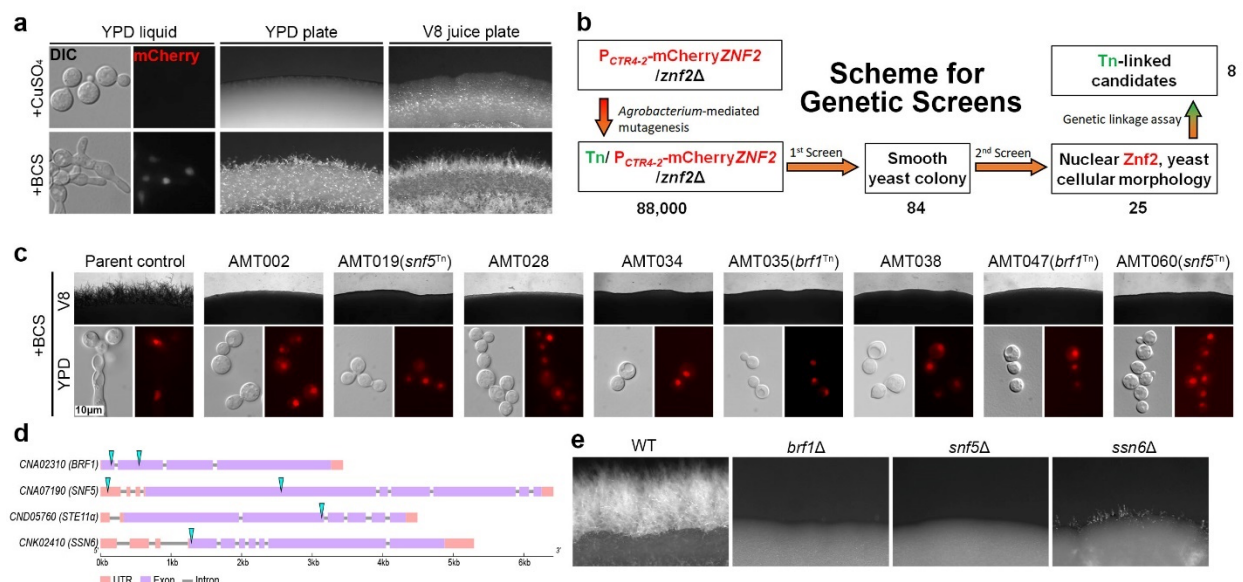 a
YPD liquid
YPD plate
V8 juice plate
DIC
mCherry
+CuSO₄
+BCS
b
P_CTR4-2-mCherryZNF2
/znf2Δ
Agrobacterium-mediated
mutagenesis
Tn/ P_CTR4-2-mCherryZNF2
/znf2Δ
88,000
Scheme for
Genetic Screens
1st Screen
Smooth
yeast colony
84
2nd Screen
Nuclear Znf2, yeast
cellular morphology
25
Genetic linkage assay
Tn-linked
candidates
8
c
Parent control
AMT002
AMT019(snf5Tn)
AMT028
AMT034
AMT035(brf1Tn)
AMT038
AMT047(brf1Tn)
AMT060(snf5Tn)
+BCS
V8
YPD
10μm
d
CNA02310 (BRF1)
CNA07190 (SNF5)
CND05760 (STE11α)
CNK02410 (SSN6)
5' 3'
0kb 1kb 2kb 3kb 4kb 5kb 6kb
UTR Exon Intron
e
WT
brf1Δ
snf5Δ
ssn6Δ